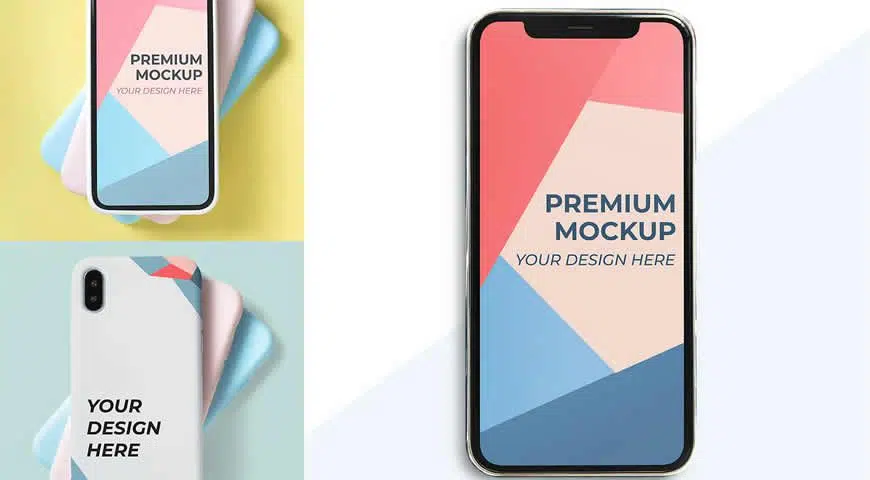 PREMIUM
MOCKUP
YOUR DESIGN HERE
YOUR
DESIGN
HERE
PREMIUM
MOCKUP
YOUR DESIGN HERE